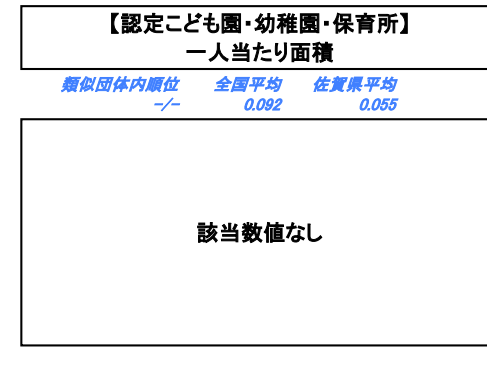 【認定こども園・幼稚園・保育所】
一人当たり面積
類似団体内順位 全国平均 佐賀県平均
-/- 0.092 0.055
該当数値なし